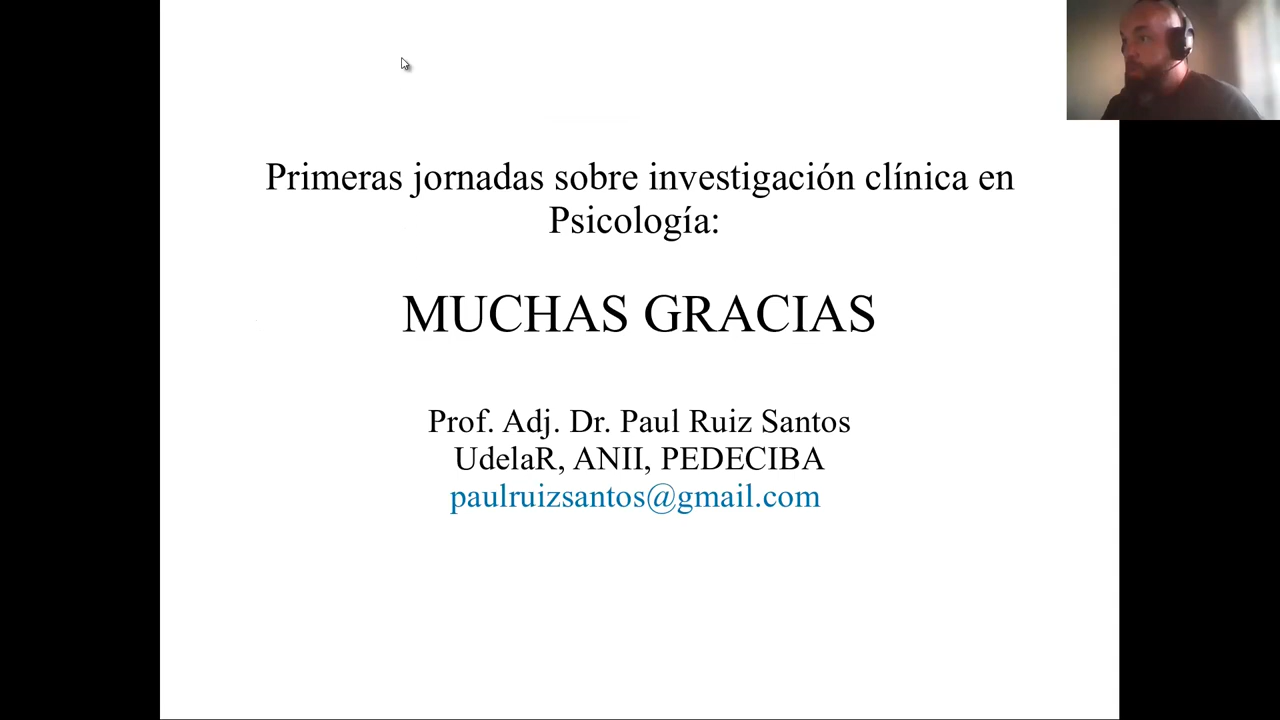 Primeras jornadas sobre investigación clínica en
Psicología:
MUCHAS GRACIAS
Prof. Adj. Dr. Paul Ruiz Santos
UdelaR, ANII, PEDECIBA
paulruizsantos@gmail.com